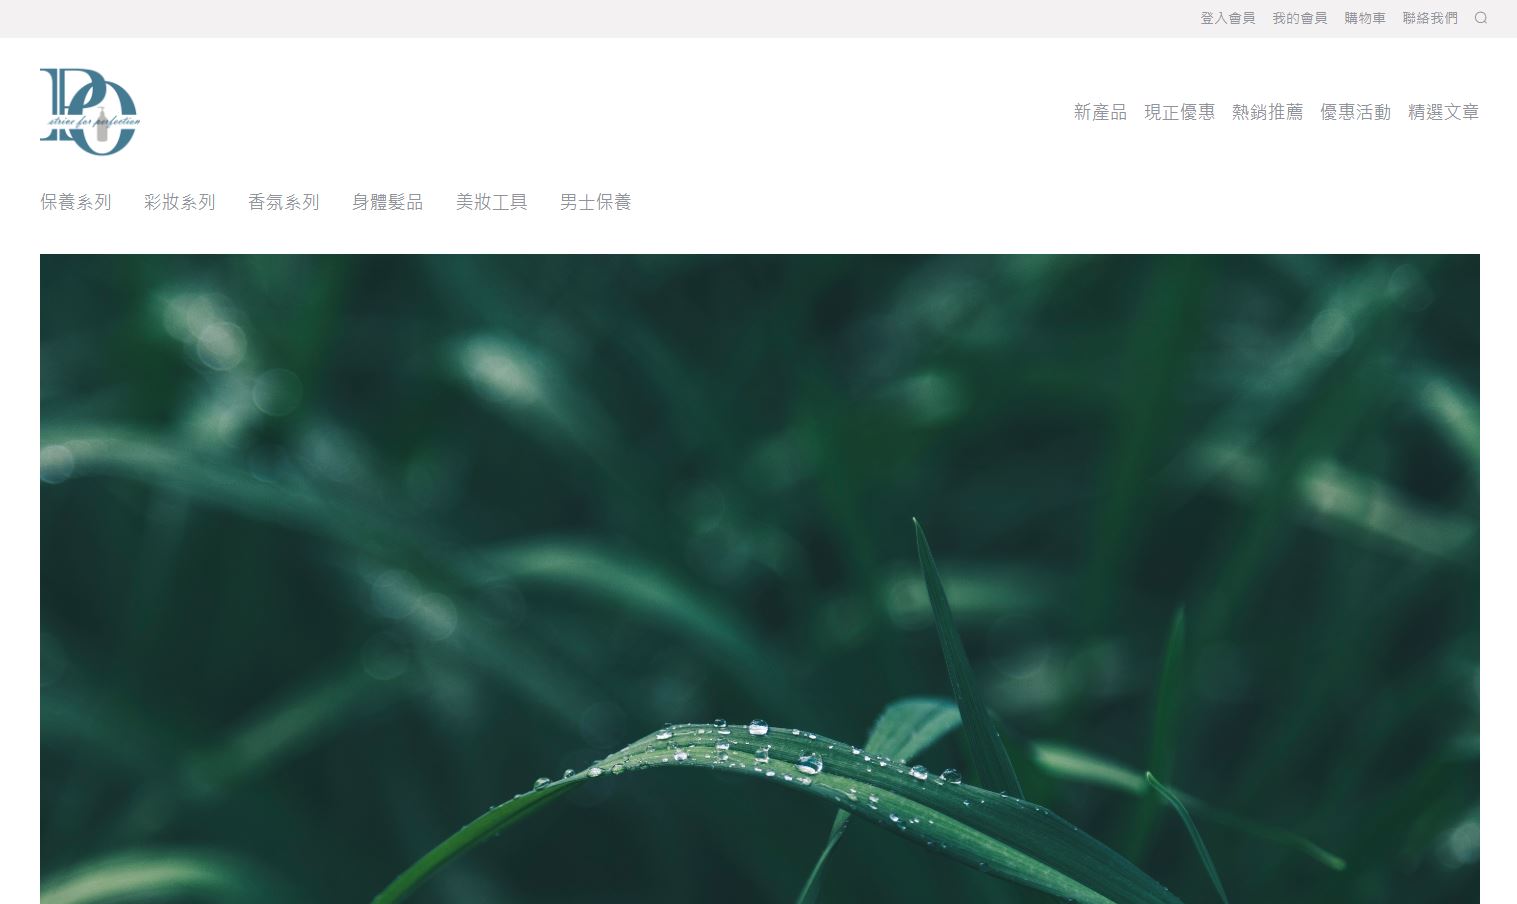 登入會員 我的會員 購物車 聯絡我們
PO
strive for perfection
新產品 現正優惠 熱銷推薦 優惠活動 精選文章
保養系列 彩妝系列 香氛系列 身體髮品 美妝工具 男士保養